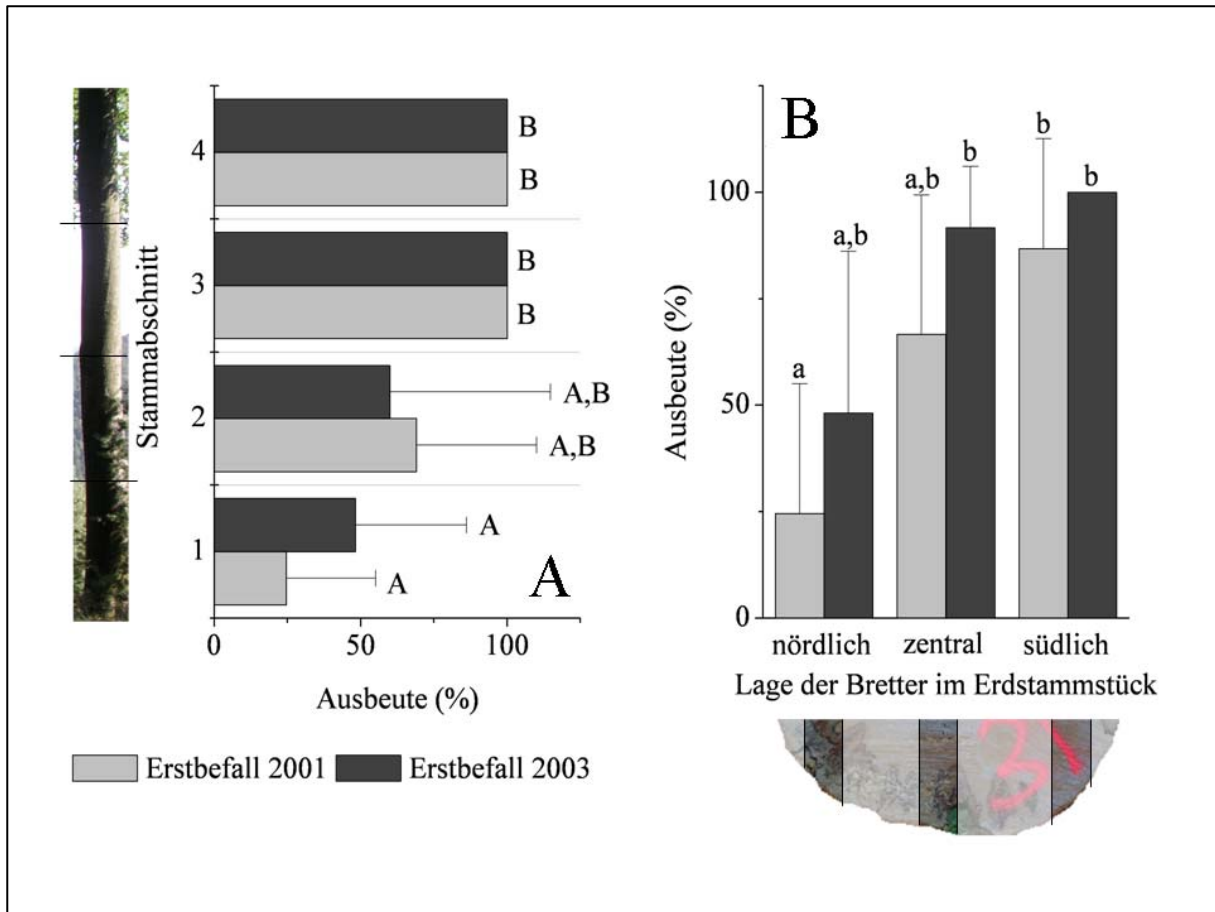 4
B
B
3
B
B
2
A,B
A,B
1
A
A
A
0
50
100
Stammabschnitt
Ausbeute (%)
Erstbefall 2001
Erstbefall 2003
B
100
50
0
Ausbeute (%)
a
a,b
a,b
b
b
b
nördlich
zentral
südlich
Lage der Bretter im Erdstammstück
31